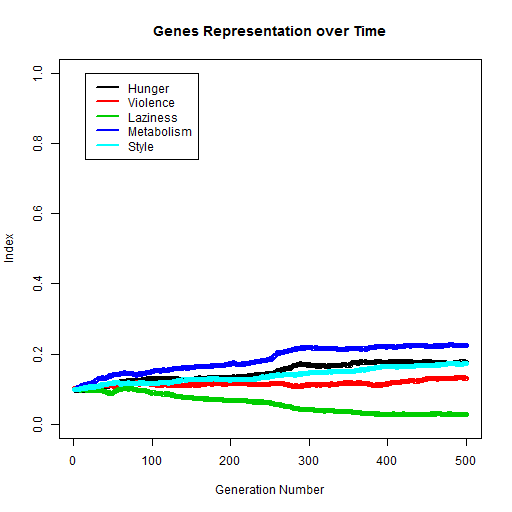 Genes Representation over Time
Index
1.0
0.8
0.6
0.4
0.2
0.0
Hunger
Violence
Laziness
Metabolism
Style
0 100 200 300 400 500
Generation Number